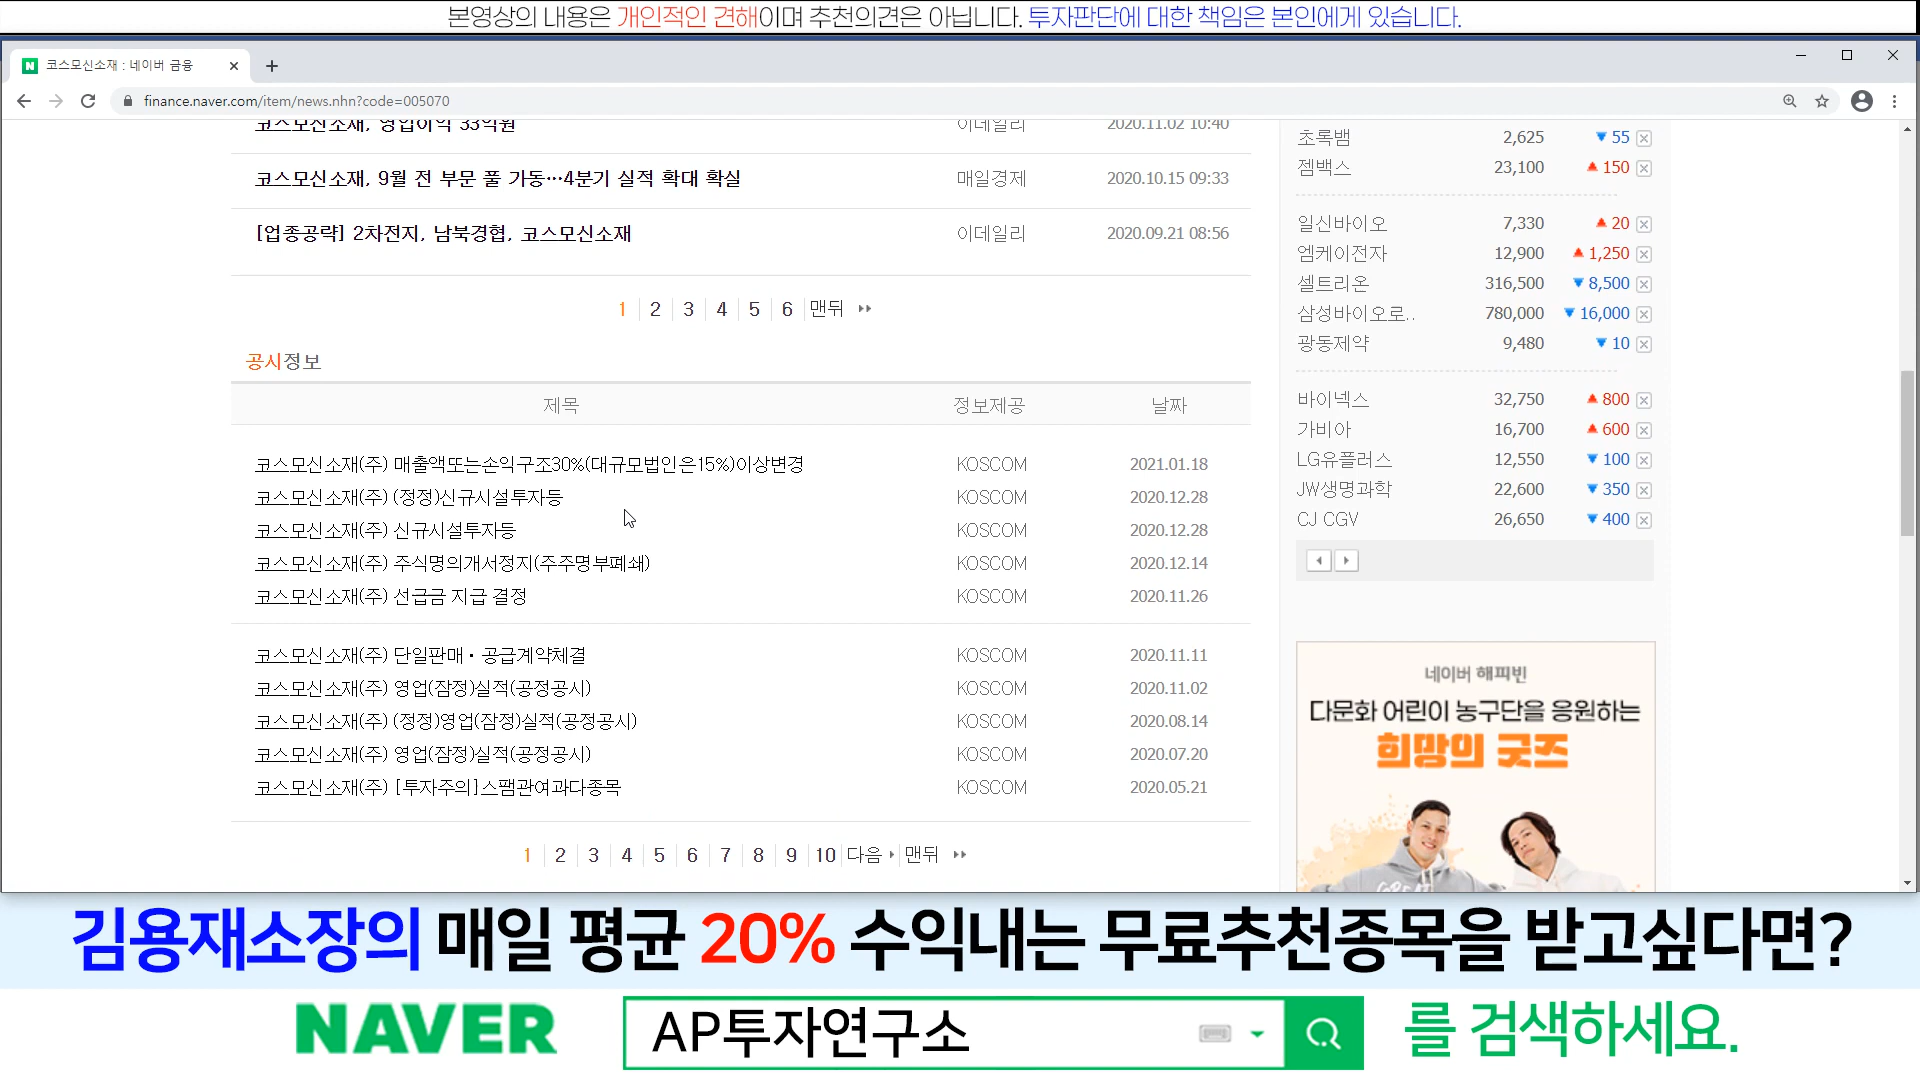 본영상의 내용은 개인적인 견해이며 추천의견은 아닙니다. 투자판단에 대한 책임은 본인에게 있습니다.
코스모신소재 : 네이버 금융
finance.naver.com/item/news.nhn?code=005070
코스모신소재, 영업이익 33억원 이데일리 2020.11.02 10:40
코스모신소재, 9월 전 부문 풀 가동…4분기 실적 확대 확실 매일경제 2020.10.15 09:33
[업종공략] 2차전지, 남북경협, 코스모신소재 이데일리 2020.09.21 08:56
1 2 3 4 5 6 맨뒤
공시정보
제목 정보제공 날짜
코스모신소재(주) 매출액또는손익구조30%(대규모법인은15%)이상변경 KOSCOM 2021.01.18
코스모신소재(주) (정정)신규시설투자등 KOSCOM 2020.12.28
코스모신소재(주) 신규시설투자등 KOSCOM 2020.12.28
코스모신소재(주) 주식명의개서정지(주주명부폐쇄) KOSCOM 2020.12.14
코스모신소재(주) 선급금 지급 결정 KOSCOM 2020.11.26
코스모신소재(주) 단일판매ㆍ공급계약체결 KOSCOM 2020.11.11
코스모신소재(주) 영업(잠정)실적(공정공시) KOSCOM 2020.11.02
코스모신소재(주) (정정)영업(잠정)실적(공정공시) KOSCOM 2020.08.14
코스모신소재(주) 영업(잠정)실적(공정공시) KOSCOM 2020.07.20
코스모신소재(주) [투자주의]스팸관여과다종목 KOSCOM 2020.05.21
1 2 3 4 5 6 7 8 9 10 다음 맨뒤
초록뱀 2,625 ▼ 55
젬백스 23,100 ▲ 150
일신바이오 7,330 ▲ 20
엠케이전자 12,900 ▲ 1,250
셀트리온 316,500 ▼ 8,500
삼성바이오로.. 780,000 ▼ 16,000
광동제약 9,480 ▼ 10
바이넥스 32,750 ▲ 800
가비아 16,700 ▲ 600
LG유플러스 12,550 ▼ 100
JW생명과학 22,600 ▼ 350
CJ CGV 26,650 ▼ 400
네이버 해피빈
다문화 어린이 농구단을 응원하는
희망의 굿즈
김용재소장의 매일 평균 20% 수익내는 무료추천종목을 받고싶다면?
NAVER AP투자연구소 를 검색하세요.